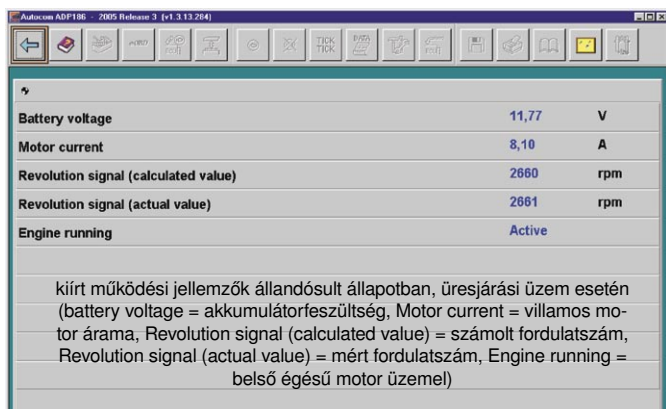 Autocom ADP186 - 2005 Release 3 (v1.3.13.284)
TICK
TICK
Battery voltage 11,77 V
Motor current 8,10 A
Revolution signal (calculated value) 2660 rpm
Revolution signal (actual value) 2661 rpm
Engine running Active
kiírt működési jellemzők állandósult állapotban, üresjárási üzem esetén
(battery voltage = akkumulátorfeszültség, Motor current = villamos mo-
tor árama, Revolution signal (calculated value) = számolt fordulatszám,
Revolution signal (actual value) = mért fordulatszám, Engine running =
belső égésű motor üzemel)